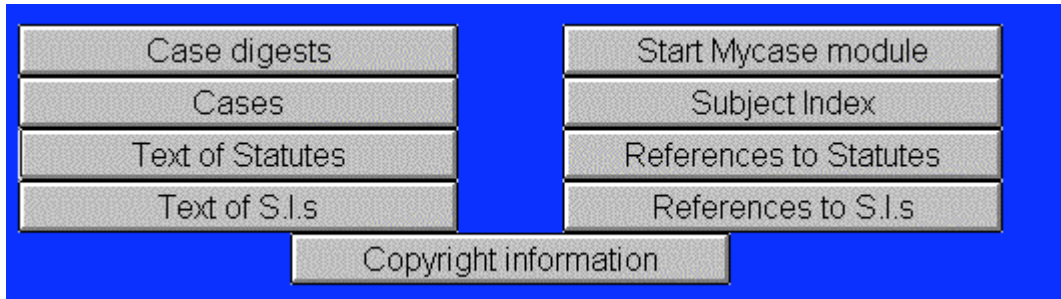 Case digests
Start Mycase module
Cases
Subject Index
Text of Statutes
References to Statutes
Text of S.I.s
References to S.I.s
Copyright information